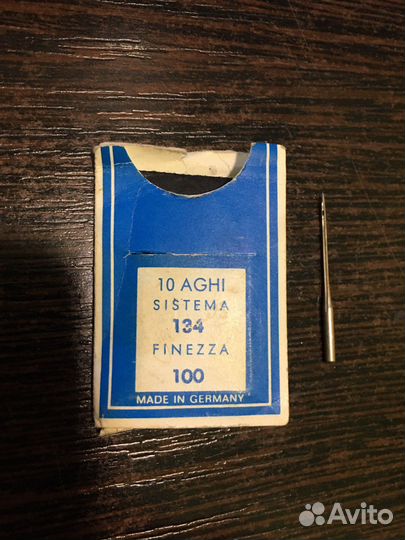 10 AGHI
SISTEMA
134
FINEZZA
100
MADE IN GERMANY
Avito